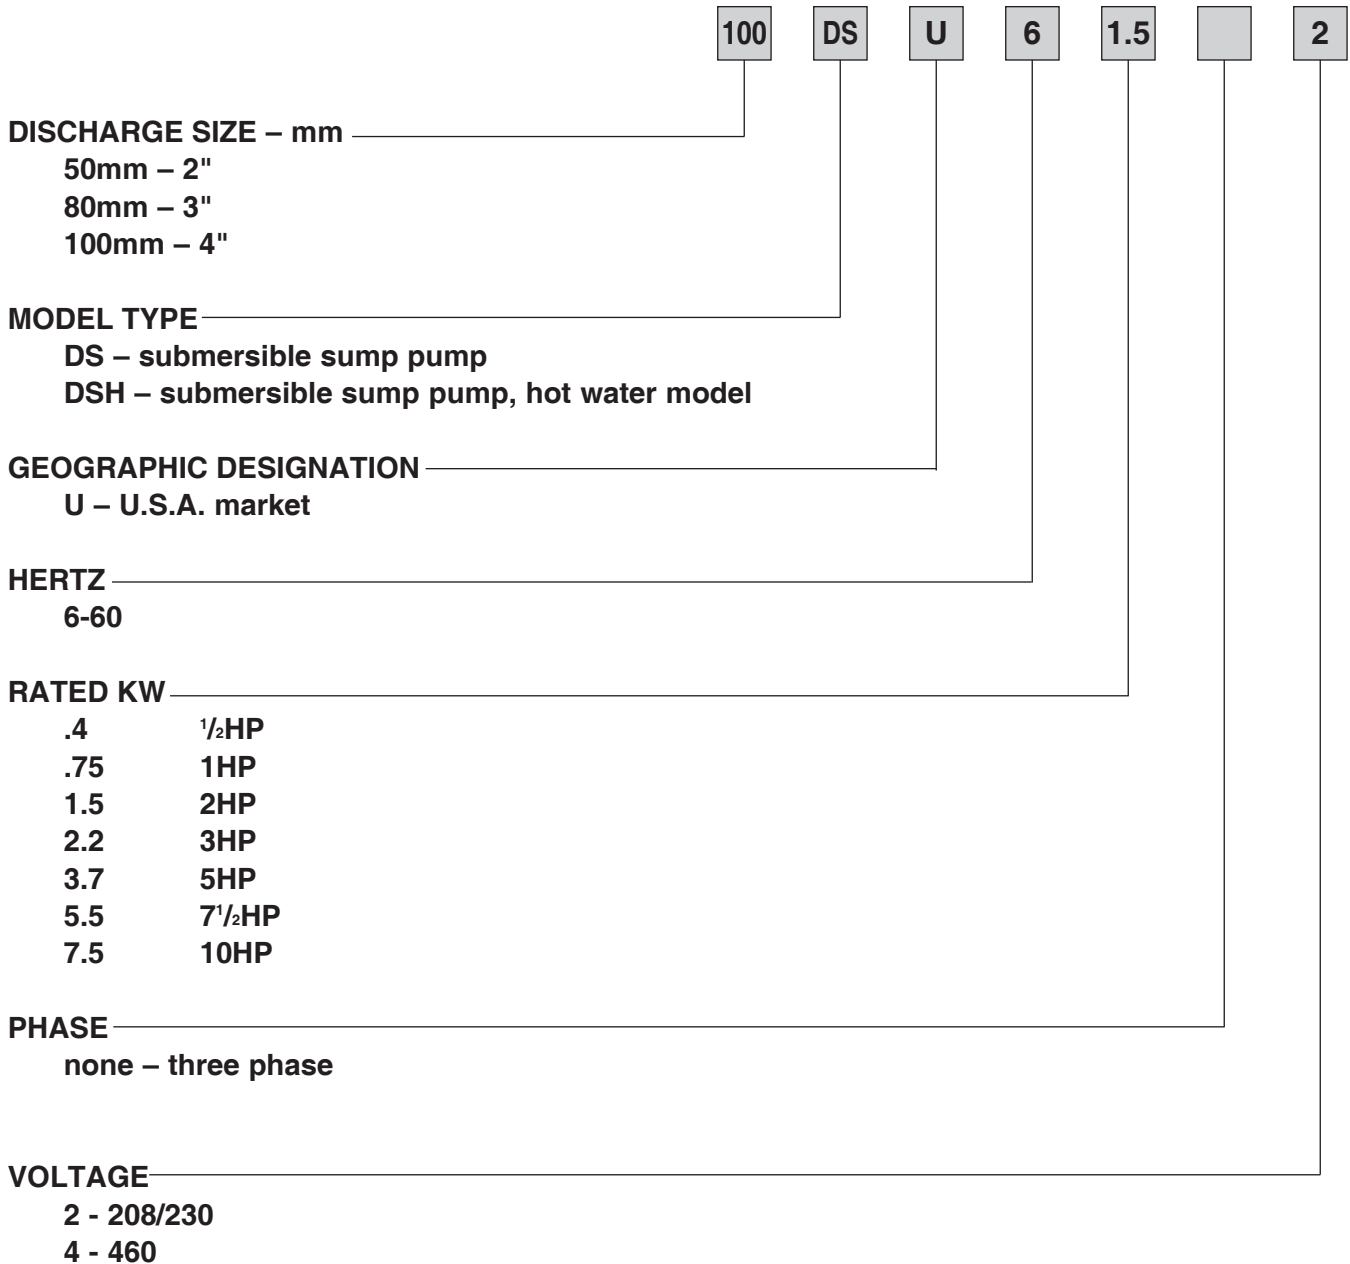 100 DS U 6 1.5 2
DISCHARGE SIZE – mm
50mm – 2"
80mm – 3"
100mm – 4"
MODEL TYPE
DS – submersible sump pump
DSH – submersible sump pump, hot water model
GEOGRAPHIC DESIGNATION
U – U.S.A. market
HERTZ
6-60
RATED KW
.4 1/2HP
.75 1HP
1.5 2HP
2.2 3HP
3.7 5HP
5.5 71/2HP
7.5 10HP
PHASE
none – three phase
VOLTAGE
2 - 208/230
4 - 460